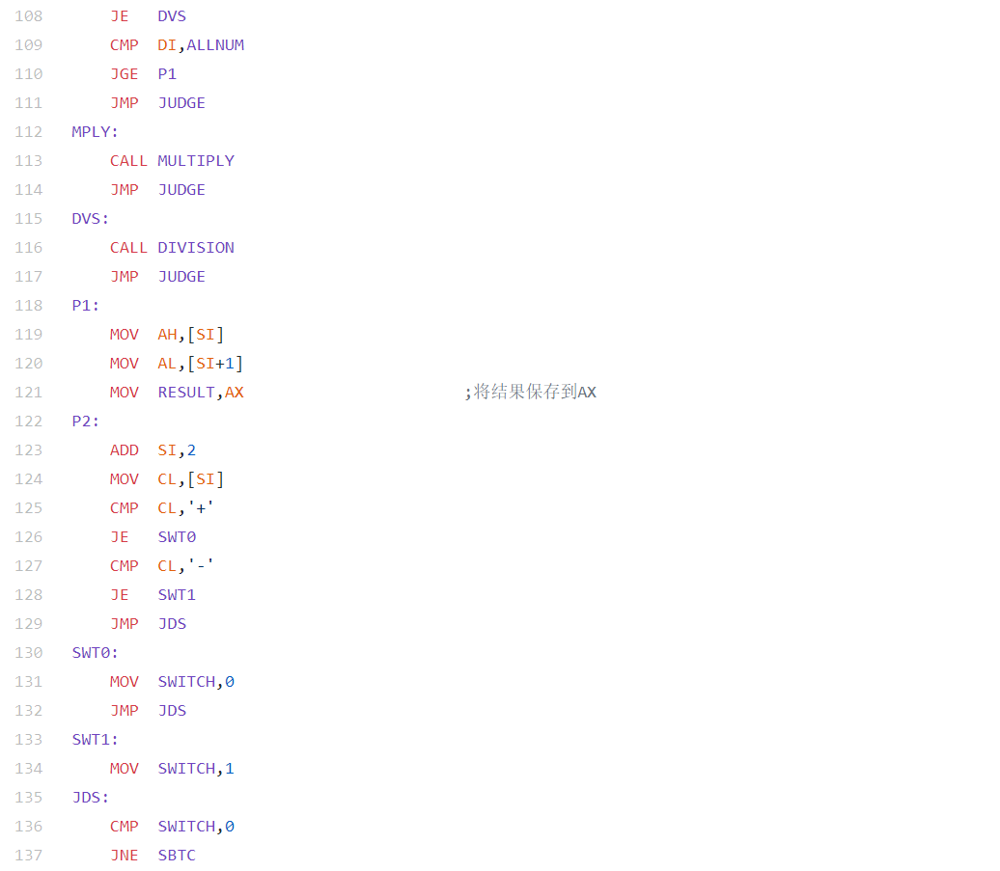 108 JE DVS
109 CMP DI,ALLNUM
110 JGE P1
111 JMP JUDGE
112 MPLY:
113 CALL MULTIPLY
114 JMP JUDGE
115 DVS:
116 CALL DIVISION
117 JMP JUDGE
118 P1:
119 MOV AH,[SI]
120 MOV AL,[SI+1]
121 MOV RESULT,AX ;将结果保存到AX
122 P2:
123 ADD SI,2
124 MOV CL,[SI]
125 CMP CL,'+'
126 JE SWT0
127 CMP CL,'-'
128 JE SWT1
129 JMP JDS
130 SWT0:
131 MOV SWITCH,0
132 JMP JDS
133 SWT1:
134 MOV SWITCH,1
135 JDS:
136 CMP SWITCH,0
137 JNE SBTC